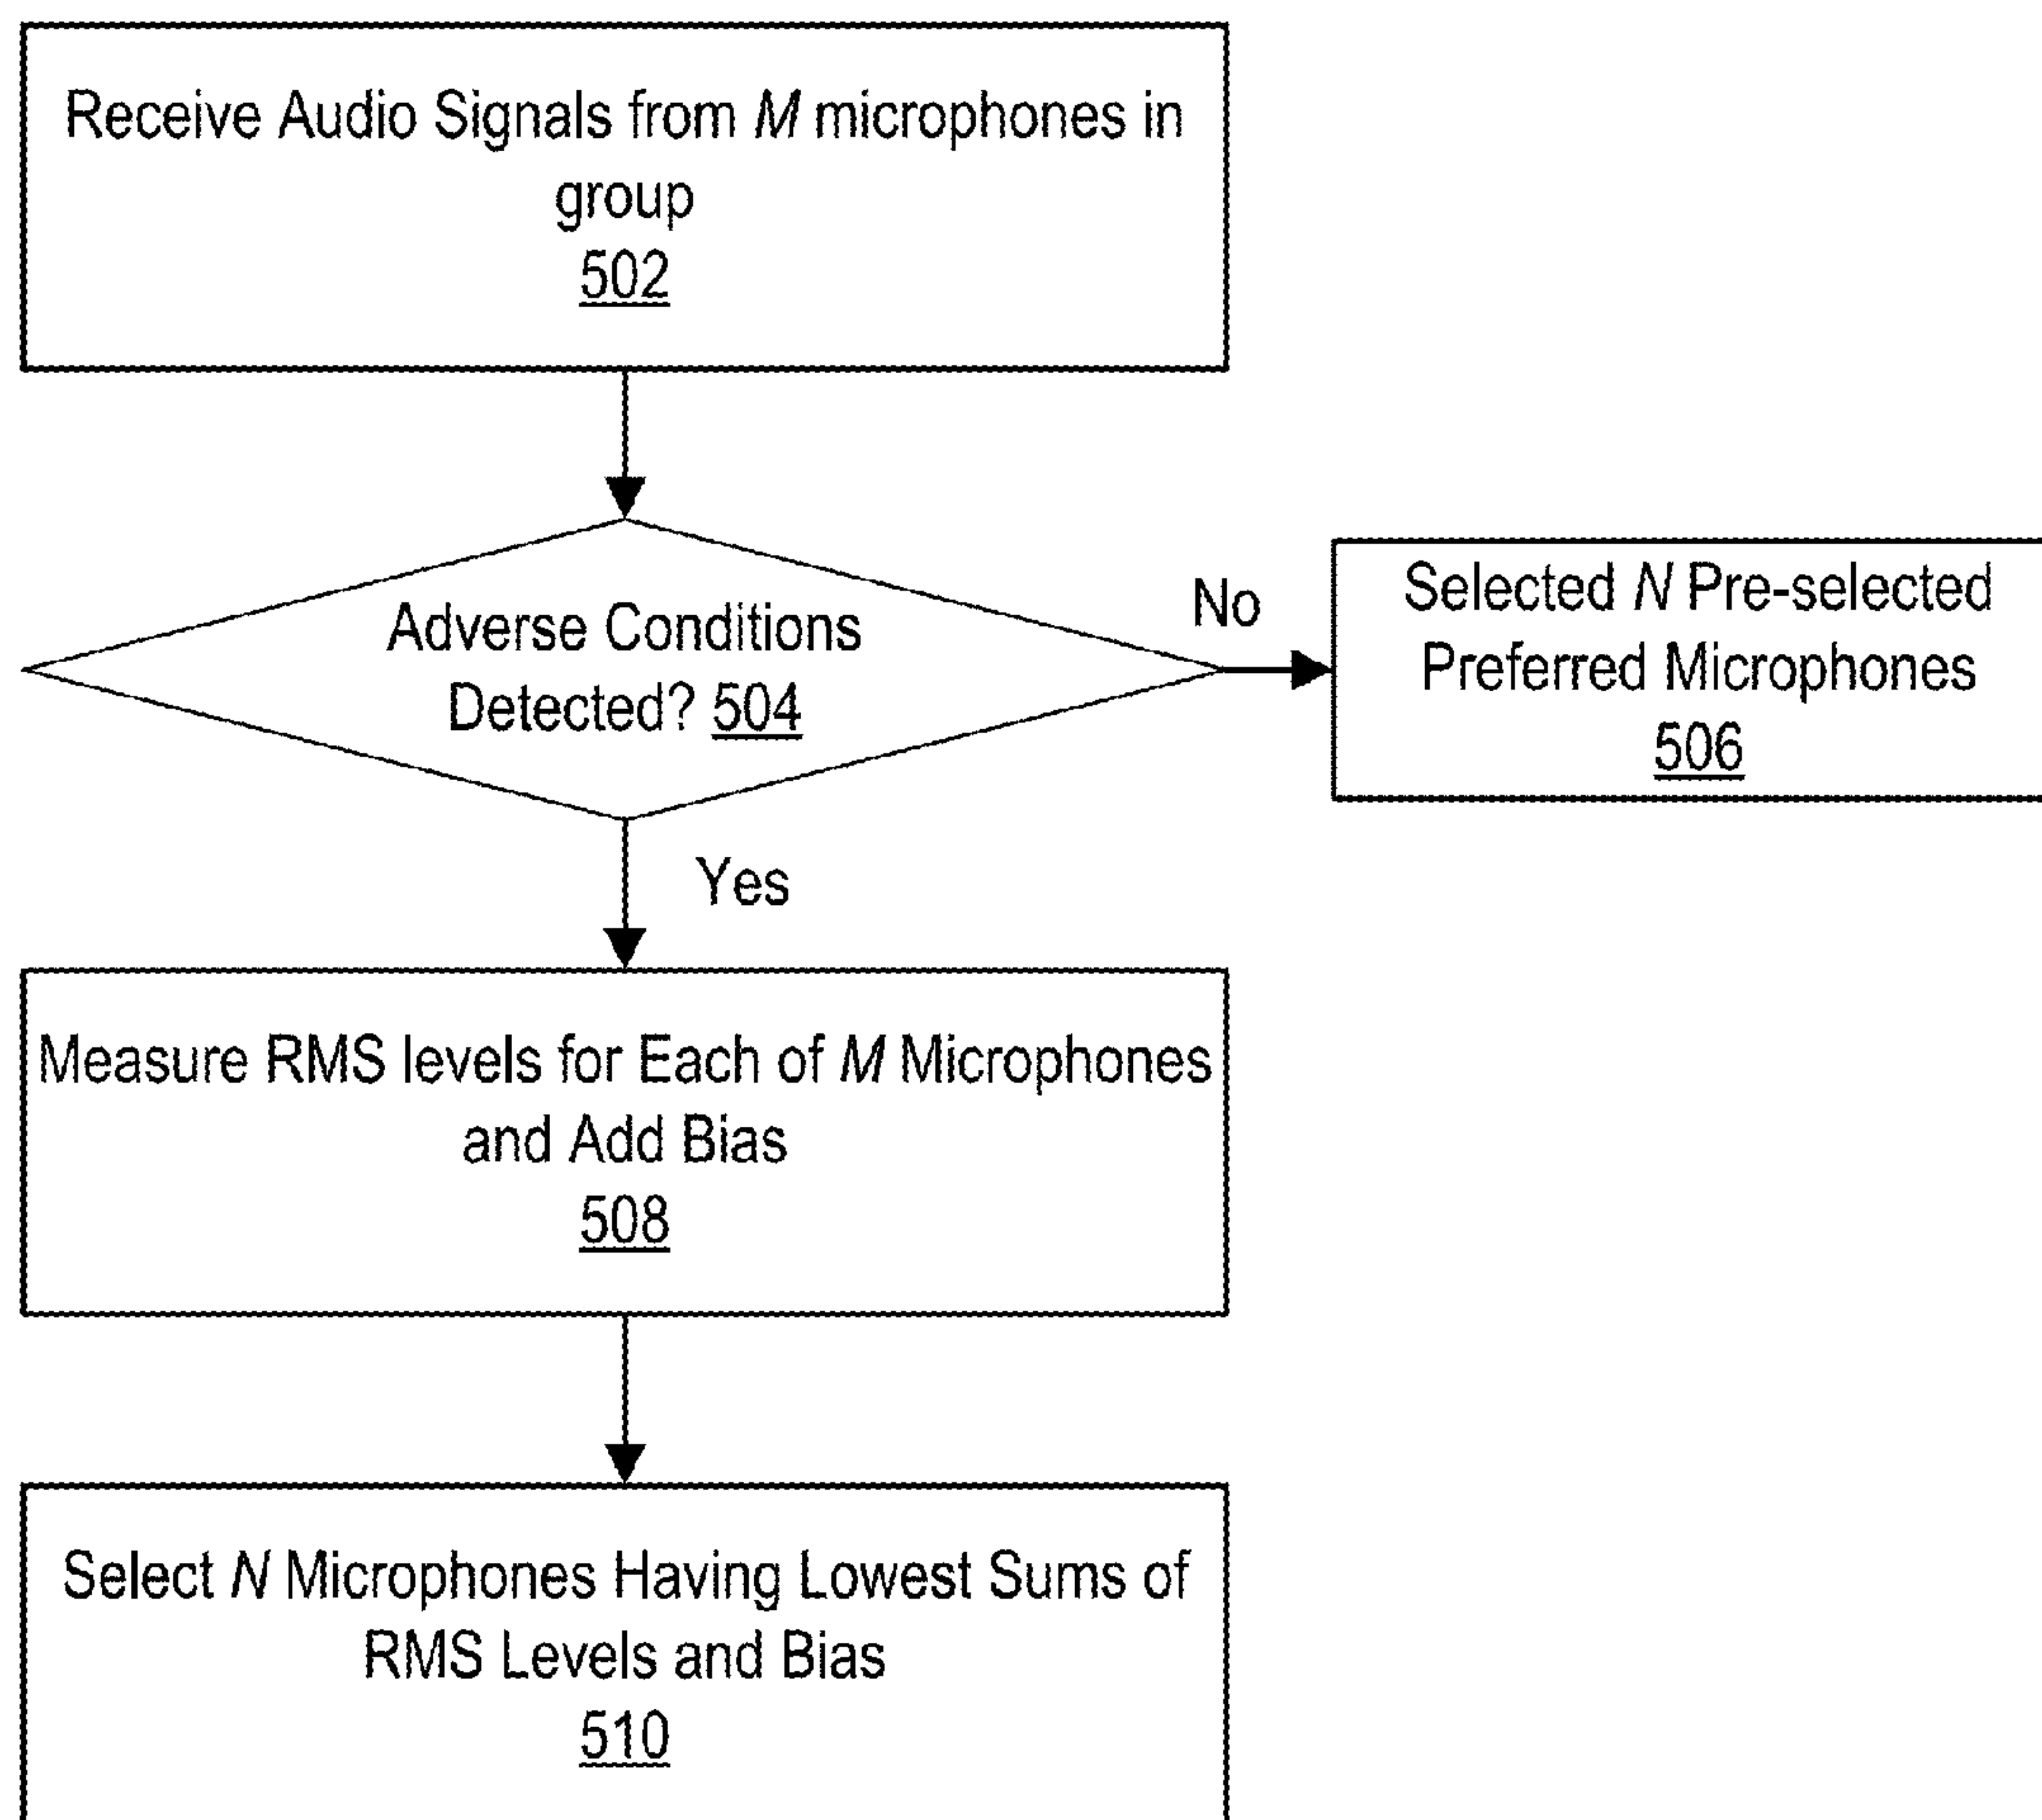 Receive Audio Signals from M microphones in
group
502
Adverse Conditions
Detected? 504
No
Selected N Pre-selected
Preferred Microphones
506
Yes
Measure RMS levels for Each of M Microphones
and Add Bias
508
Select N Microphones Having Lowest Sums of
RMS Levels and Bias
510